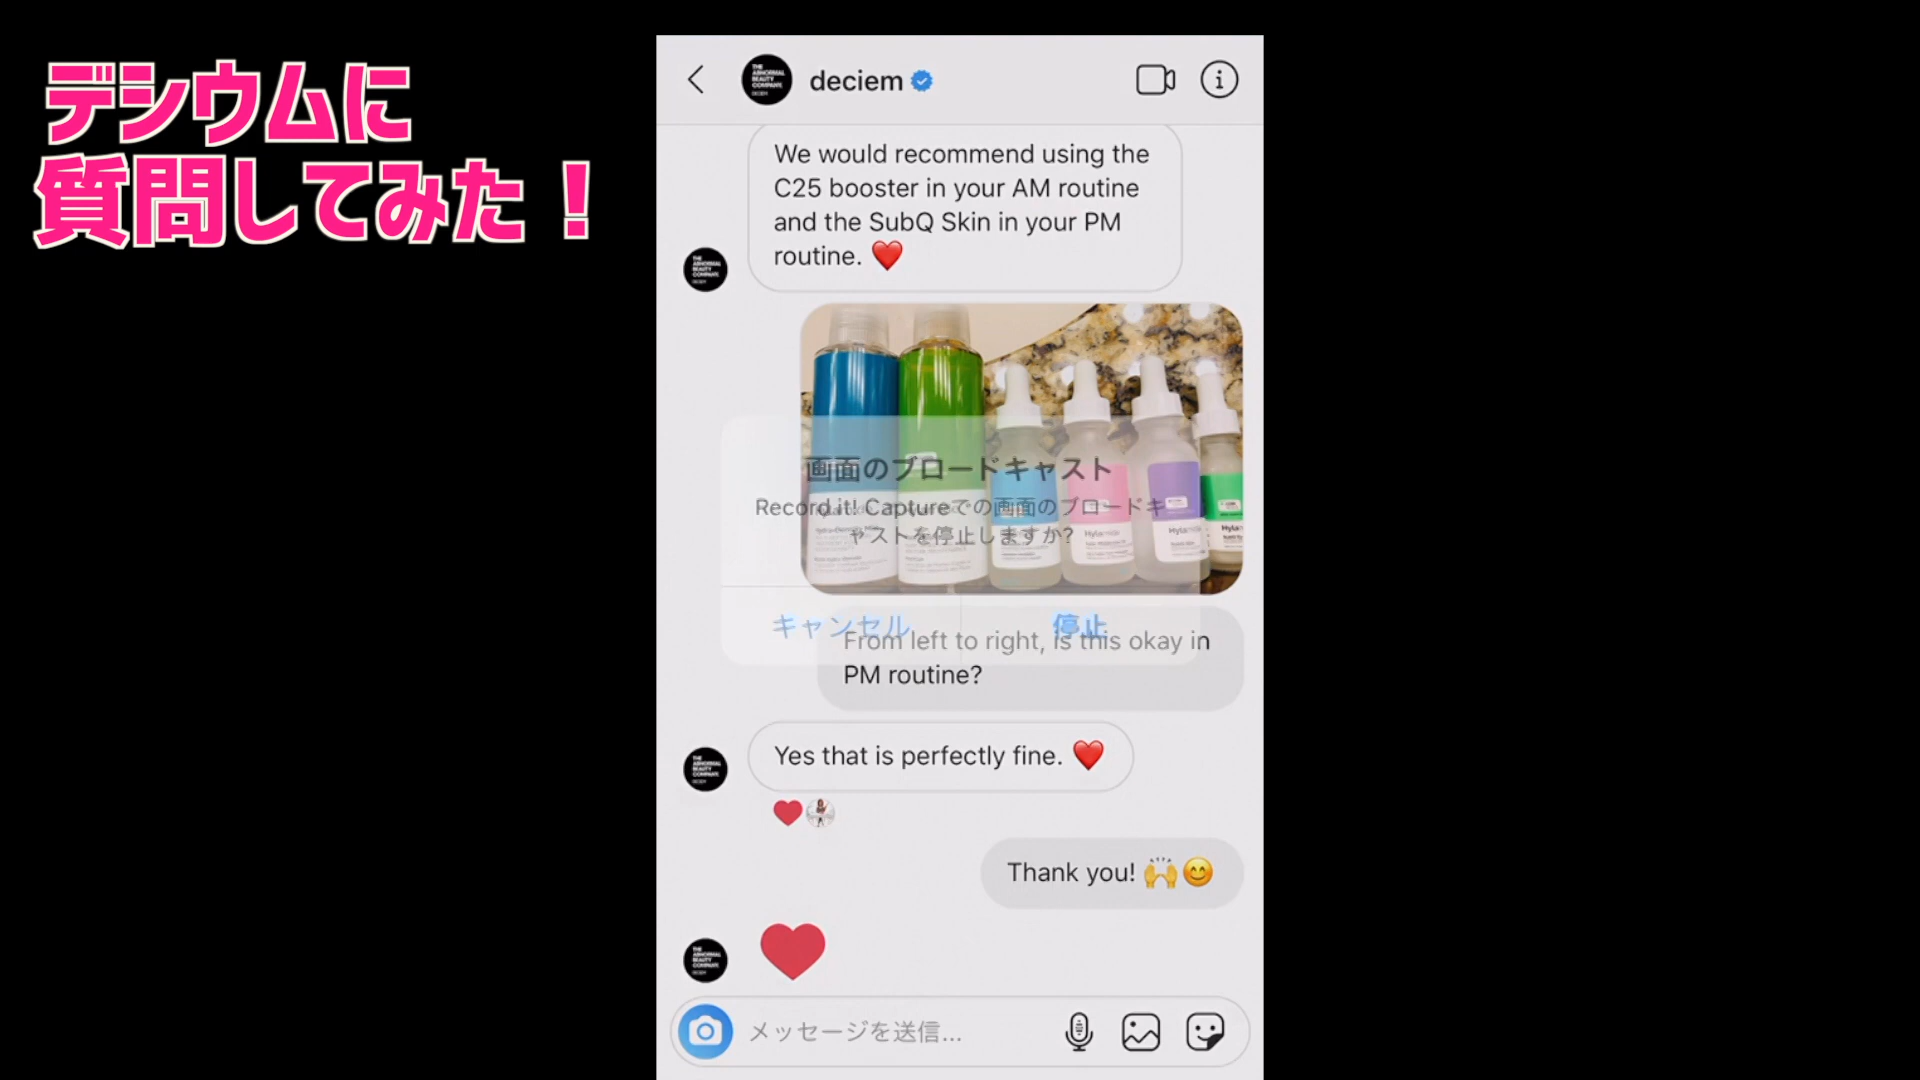 デシウムに
質問してみた！
deciem
We would recommend using the
C25 booster in your AM routine
and the SubQ Skin in your PM
routine. ❤️
画面のブロードキャスト
Record it! Captureでの画面のブロードキ
ャストを停止しますか?
キャンセル
停止
From left to right, is this okay in
PM routine?
Yes that is perfectly fine. ❤️
Thank you! 🙌😊
メッセージを送信...